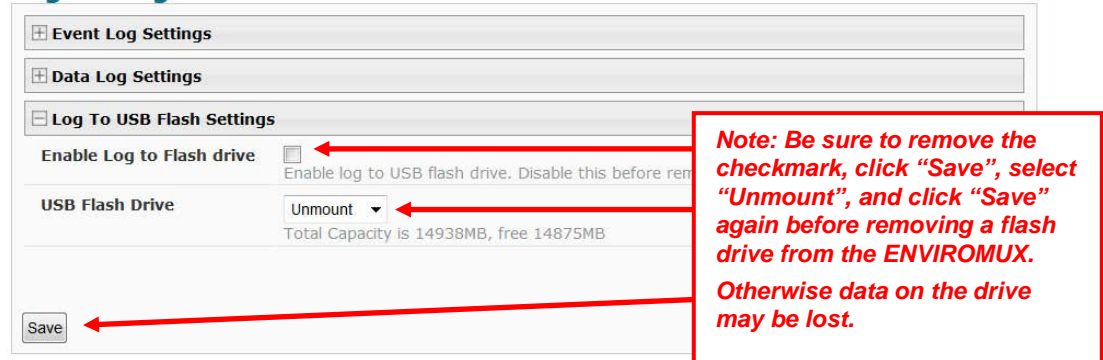 Event Log Settings
Data Log Settings
Log To USB Flash Settings
Enable Log to Flash drive
Enable log to USB flash drive. Disable this before
USB Flash Drive
Unmount
Total Capacity is 14938MB, free 14875MB
Save
Note: Be sure to remove the
checkmark, click “Save”, select
“Unmount”, and click “Save”
again before removing a flash
drive from the ENVIROMUX.
Otherwise data on the drive
may be lost.